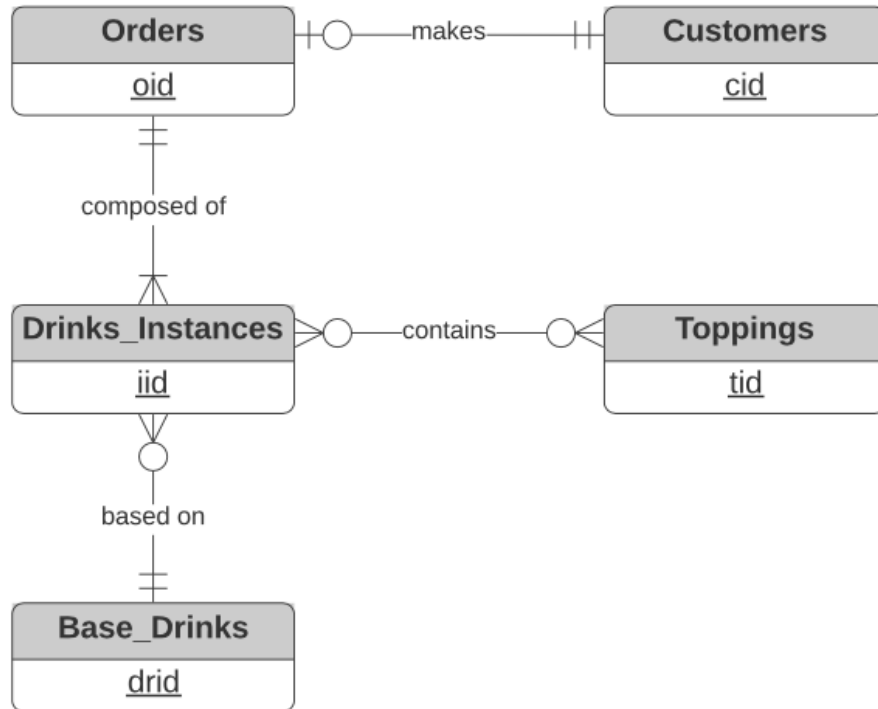 Orders
makes
Customers
oid
cid
composed of
Drinks_Instances
contains
Toppings
iid
tid
based on
Base_Drinks
drid